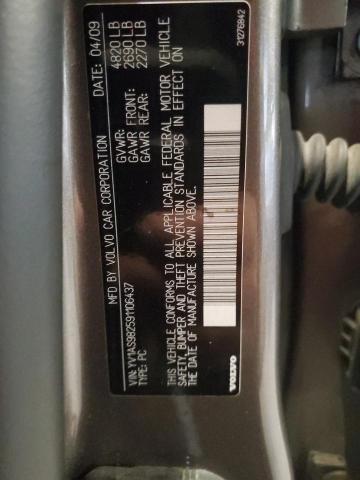 MFD BY VOLVO CAR CORPORATION DATE: 04/09
GVWR: 4820 LB
GAWR FRONT: 2690 LB
GAWR REAR: 2270 LB
VIN: YV1AS982591106437
TYPE: PC
THIS VEHICLE CONFORMS TO ALL APPLICABLE FEDERAL MOTOR VEHICLE
SAFETY, BUMPER AND THEFT PREVENTION STANDARDS IN EFFECT ON
THE DATE OF MANUFACTURE SHOWN ABOVE.
VOLVO
31276842